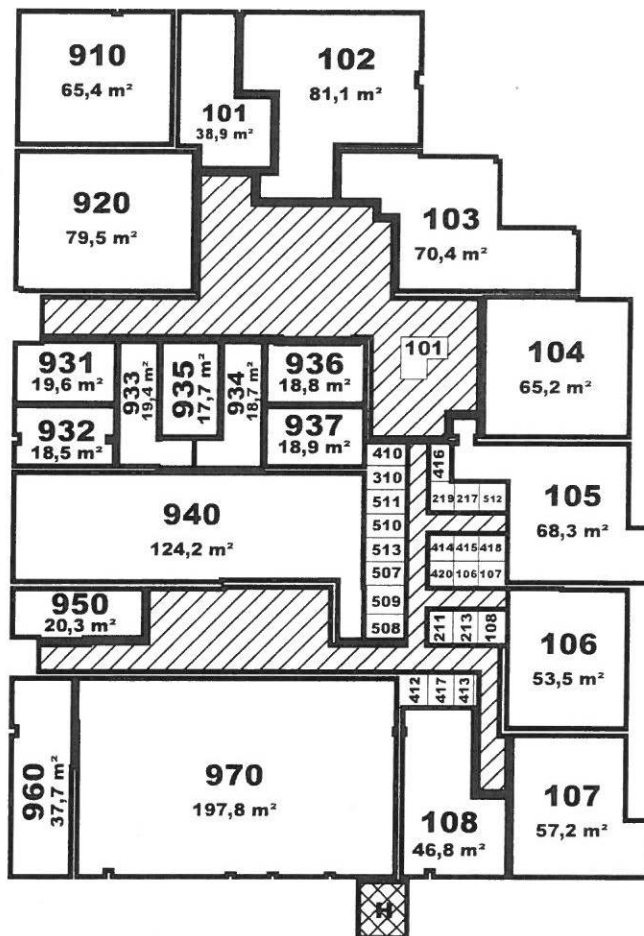 910
65,4 m²
101
38,9 m²
102
81,1 m²
920
79,5 m²
103
70,4 m²
101
104
65,2 m²
931
19,6 m²
933
19,4 m²
935
17,7 m²
934
18,7 m²
936
18,8 m²
932
18,5 m²
937
18,9 m²
410
310
511
510
513
507
509
508
416
219 217 512
105
68,3 m²
940
124,2 m²
414 415 418
420 106 107
950
20,3 m²
211 213 108
106
53,5 m²
412 417 413
960
37,7 m²
970
197,8 m²
108
46,8 m²
107
57,2 m²
H